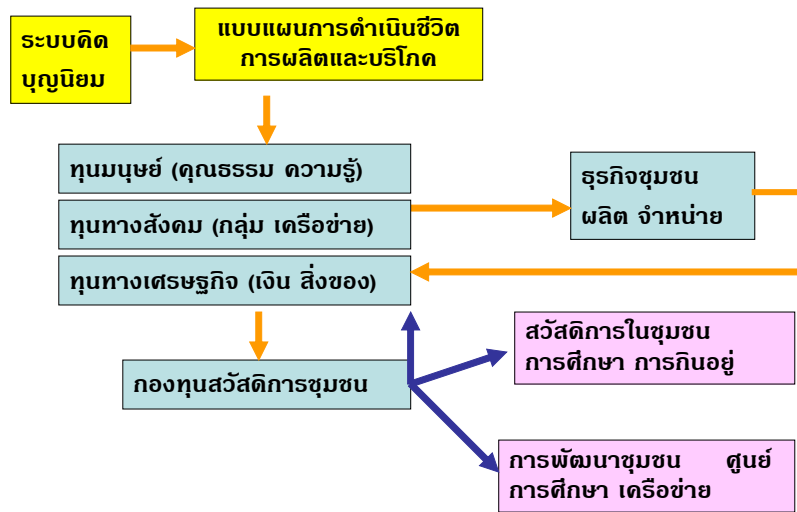 ระบบคิด
บุญนิยม
แบบแผนการดำเนินชีวิต
การผลิตและบริโภค
ทุนมนุษย์ (คุณธรรม ความรู้)
ทุนทางสังคม (กลุ่ม เครือข่าย)
ทุนทางเศรษฐกิจ (เงิน สิ่งของ)
ธุรกิจชุมชน
ผลิต จำหน่าย
กองทุนสวัสดิการชุมชน
สวัสดิการในชุมชน
การศึกษา การกินอยู่
การพัฒนาชุมชน ศูนย์
การศึกษา เครือข่าย